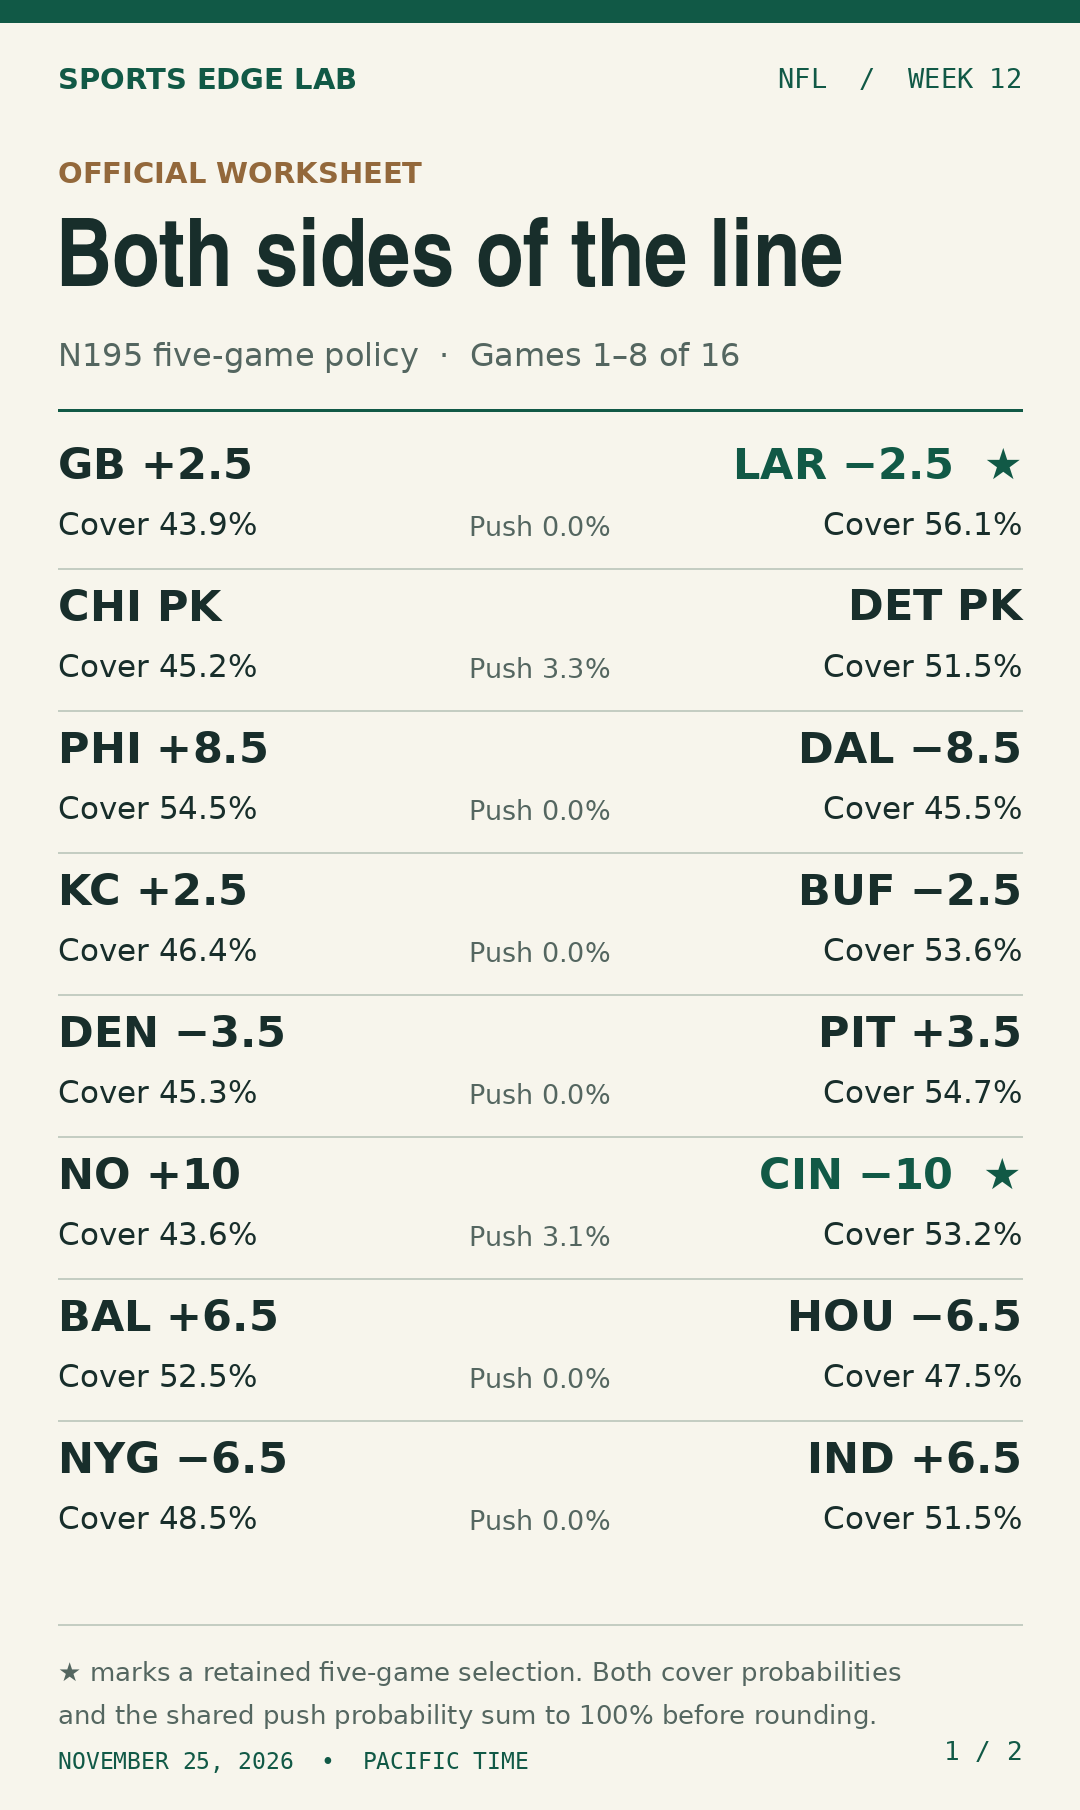 SPORTS EDGE LAB NFL / WEEK 12
OFFICIAL WORKSHEET
Both sides of the line
N195 five-game policy · Games 1–8 of 16
GB +2.5 LAR −2.5 ★
Cover 43.9% Push 0.0% Cover 56.1%
CHI PK DET PK
Cover 45.2% Push 3.3% Cover 51.5%
PHI +8.5 DAL −8.5
Cover 54.5% Push 0.0% Cover 45.5%
KC +2.5 BUF −2.5
Cover 46.4% Push 0.0% Cover 53.6%
DEN −3.5 PIT +3.5
Cover 45.3% Push 0.0% Cover 54.7%
NO +10 CIN −10 ★
Cover 43.6% Push 3.1% Cover 53.2%
BAL +6.5 HOU −6.5
Cover 52.5% Push 0.0% Cover 47.5%
NYG −6.5 IND +6.5
Cover 48.5% Push 0.0% Cover 51.5%
★ marks a retained five-game selection. Both cover probabilities
and the shared push probability sum to 100% before rounding.
NOVEMBER 25, 2026 • PACIFIC TIME 1 / 2